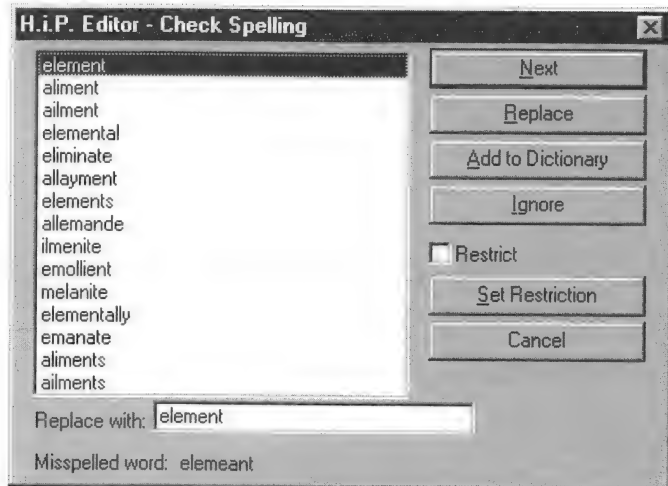 H.i.P. Editor - Check Spelling
element
aliment
ailment
elemental
eliminate
allayment
elements
allemande
ilmenite
emollient
melanite
elementally
emanate
aliments
ailments
Next
Replace
Add to Dictionary
Ignore
Restrict
Set Restriction
Cancel
Replace with: element
Misspelled word: elemeant